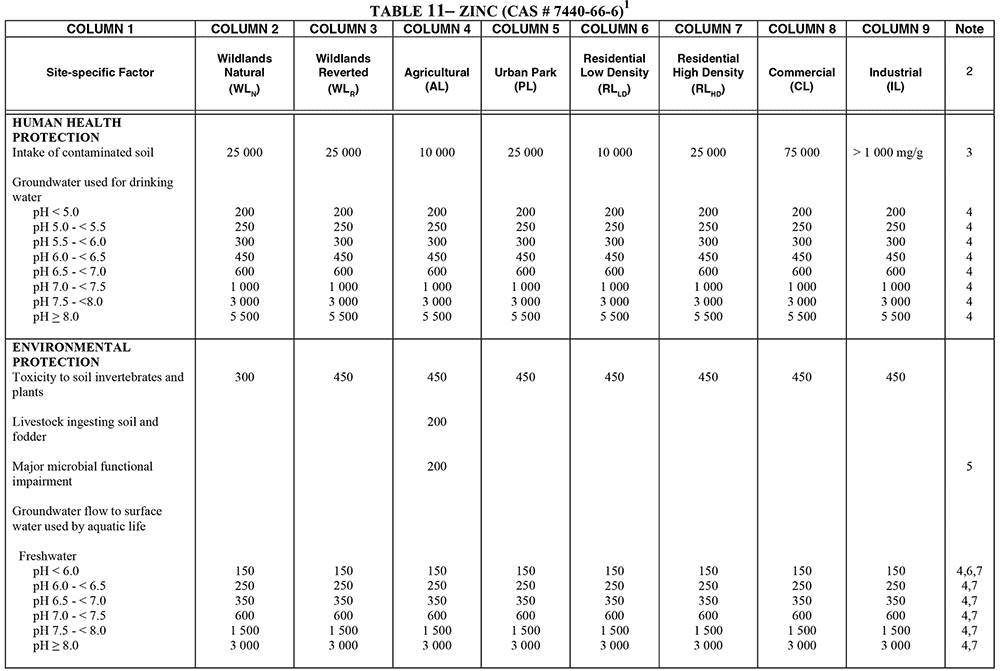 TABLE 11– ZINC (CAS # 7440-66-6)1
COLUMN 1 COLUMN 2 COLUMN 3 COLUMN 4 COLUMN 5 COLUMN 6 COLUMN 7 COLUMN 8 COLUMN 9 Note
Wildlands Wildlands Residential Residential
Site-specific Factor Natural Reverted Agricultural Urban Park Low Density High Density Commercial Industrial 2
(WLN) (WLR) (AL) (PL) (RLLD) (RLHD) (CL) (IL)
HUMAN HEALTH
PROTECTION
Intake of contaminated soil 25 000 25 000 10 000 25 000 10 000 25 000 75 000 > 1 000 mg/g 3
Groundwater used for drinking
water
pH < 5.0 200 200 200 200 200 200 200 200 4
pH 5.0 - < 5.5 250 250 250 250 250 250 250 250 4
pH 5.5 - < 6.0 300 300 300 300 300 300 300 300 4
pH 6.0 - < 6.5 450 450 450 450 450 450 450 450 4
pH 6.5 - < 7.0 600 600 600 600 600 600 600 600 4
pH 7.0 - < 7.5 1 000 1 000 1 000 1 000 1 000 1 000 1 000 1 000 4
pH 7.5 - <8.0 3 000 3 000 3 000 3 000 3 000 3 000 3 000 3 000 4
pH ≥ 8.0 5 500 5 500 5 500 5 500 5 500 5 500 5 500 5 500 4
ENVIRONMENTAL
PROTECTION
Toxicity to soil invertebrates and 300 450 450 450 450 450 450 450
plants
Livestock ingesting soil and 200
fodder
Major microbial functional 200 5
impairment
Groundwater flow to surface
water used by aquatic life
Freshwater
pH < 6.0 150 150 150 150 150 150 150 150 4,6,7
pH 6.0 - < 6.5 250 250 250 250 250 250 250 250 4,7
pH 6.5 - < 7.0 350 350 350 350 350 350 350 350 4,7
pH 7.0 - < 7.5 600 600 600 600 600 600 600 600 4,7
pH 7.5 - < 8.0 1 500 1 500 1 500 1 500 1 500 1 500 1 500 1 500 4,7
pH ≥ 8.0 3 000 3 000 3 000 3 000 3 000 3 000 3 000 3 000 4,7